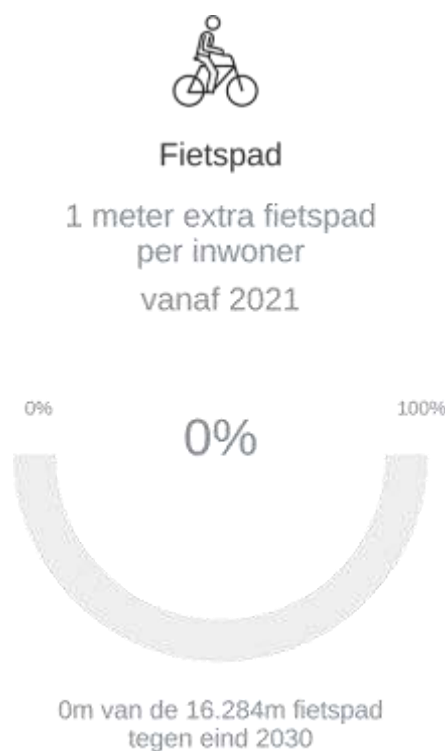 Fietspad
1 meter extra fietspad
per inwoner
vanaf 2021
0%
100%
0%
0m van de 16.284m fietspad
tegen eind 2030